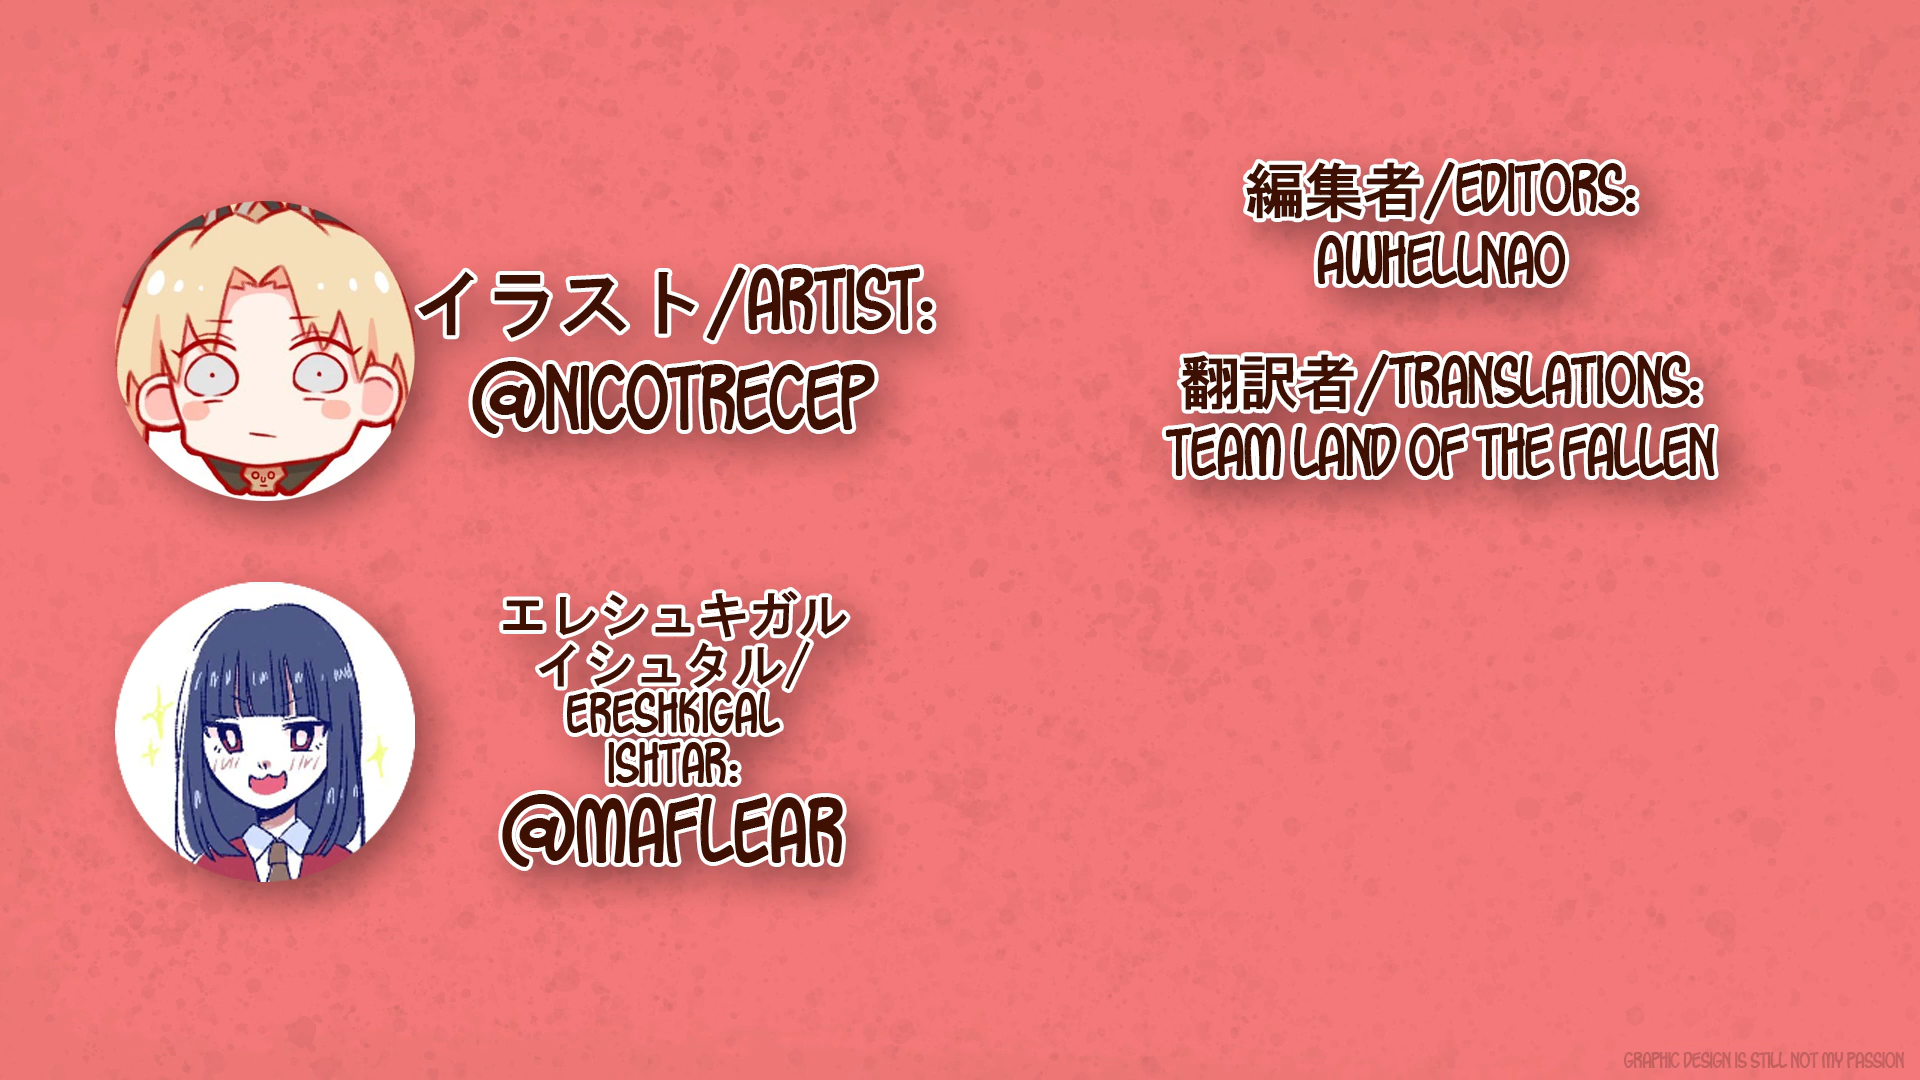 イラスト/ARTIST:
@NICOTRECEP
エレシュキガル
イシュタル/
ERESHKIGAL
ISHTAR:
@MAFLEAR
編集者/EDITORS:
AWHELLNAO
翻訳者/TRANSLATIONS:
TEAM LAND OF THE FALLEN
GRAPHIC DESIGN IS STILL NOT MY PASSION